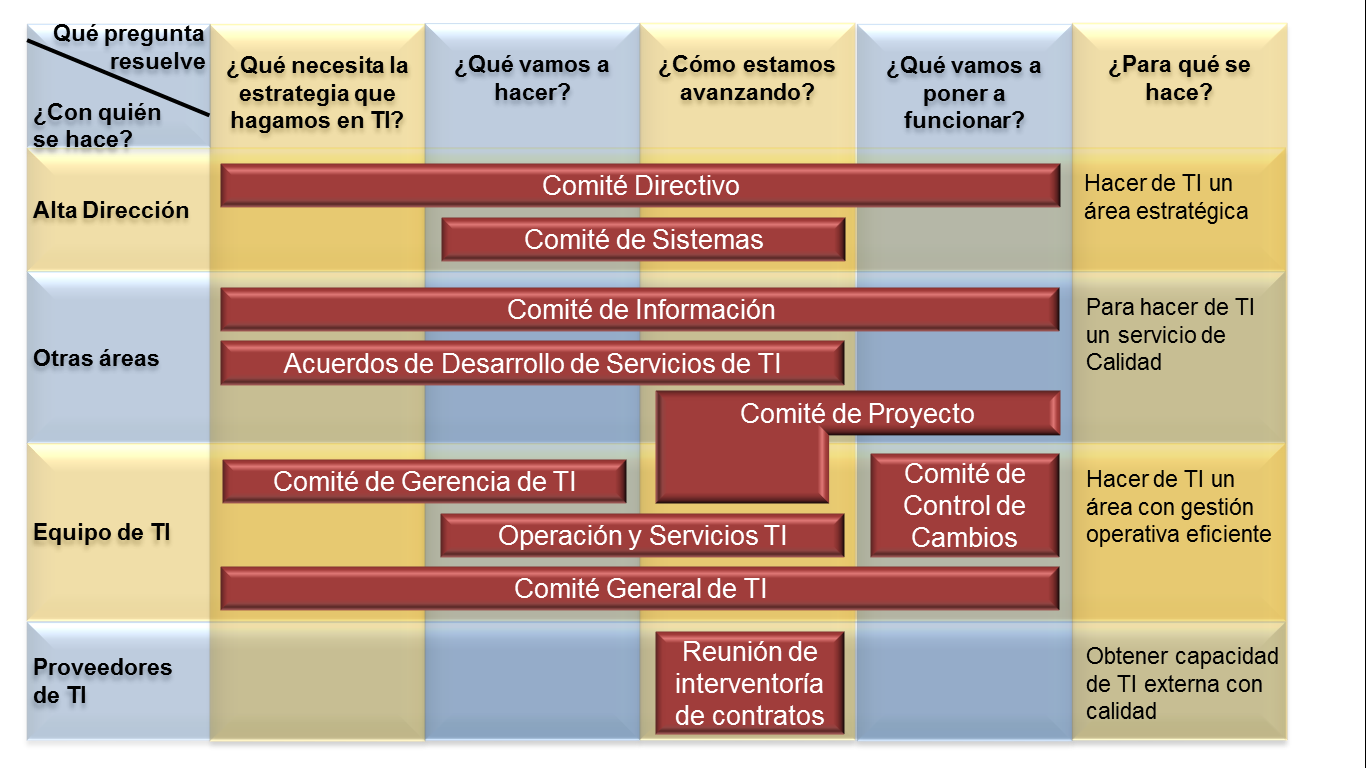 Qué pregunta
resuelve
¿Con quién
se hace?
¿Qué necesita la
estrategia que
hagamos en TI?
¿Qué vamos a
hacer?
¿Cómo estamos
avanzando?
¿Qué vamos a
poner a
funcionar?
¿Para qué se
hace?
Alta Dirección
Comité Directivo
Comité de Sistemas
Hacer de TI un
área estratégica
Otras áreas
Comité de Información
Acuerdos de Desarrollo de Servicios de TI
Comité de Proyecto
Para hacer de TI
un servicio de
Calidad
Equipo de TI
Comité de Gerencia de TI
Operación y Servicios TI
Comité de
Control de
Cambios
Comité General de TI
Hacer de TI un
área con gestión
operativa eficiente
Proveedores
de TI
Reunión de
interventoría
de contratos
Obtener capacidad
de TI externa con
calidad